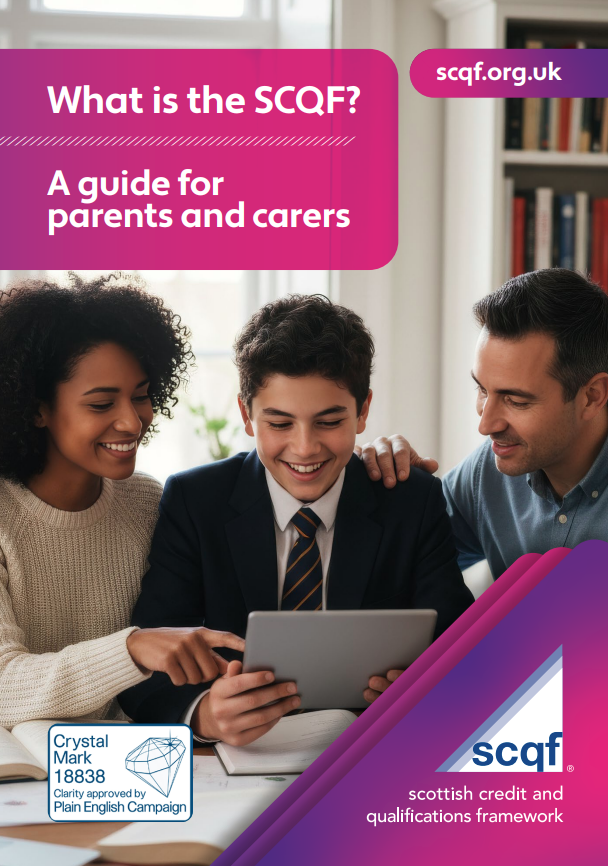 What is the SCQF?
scqf.org.uk
A guide for
parents and carers
Crystal
Mark
18838
Clarity approved by
Plain English Campaign
scqf®
scottish credit and
qualifications framework